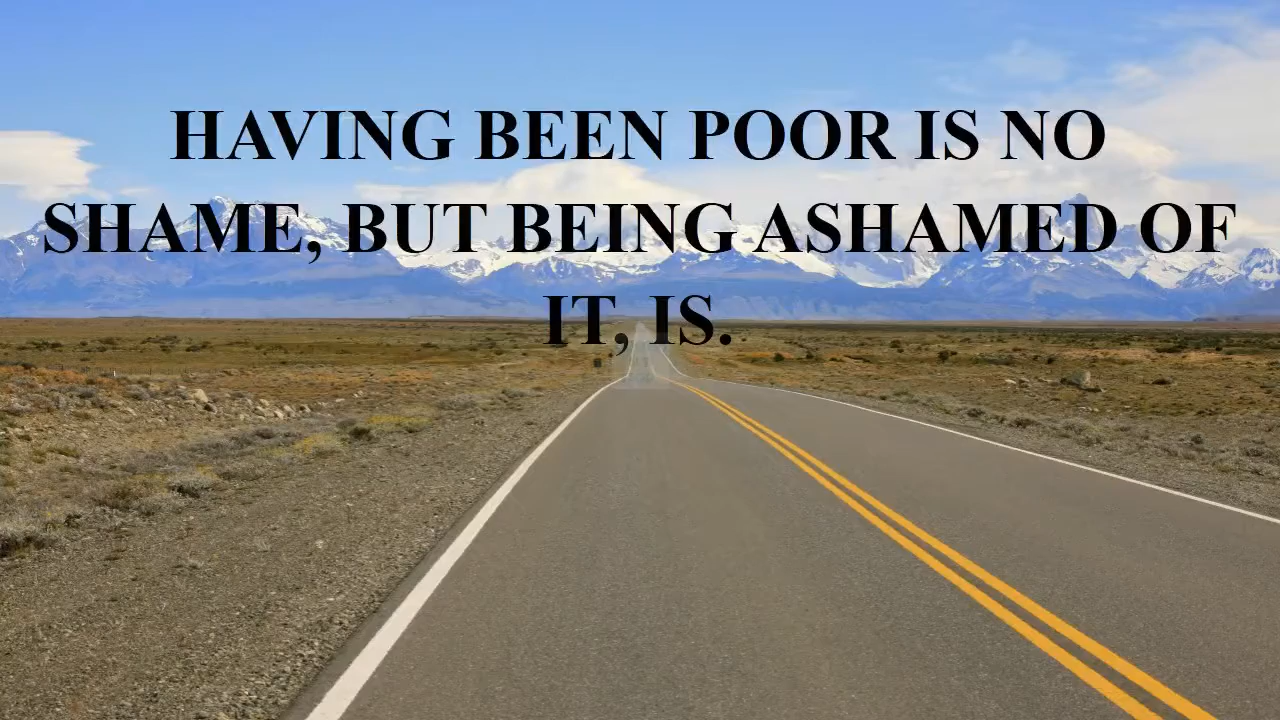 HAVING BEEN POOR IS NO
SHAME, BUT BEING ASHAMED OF
IT, IS.